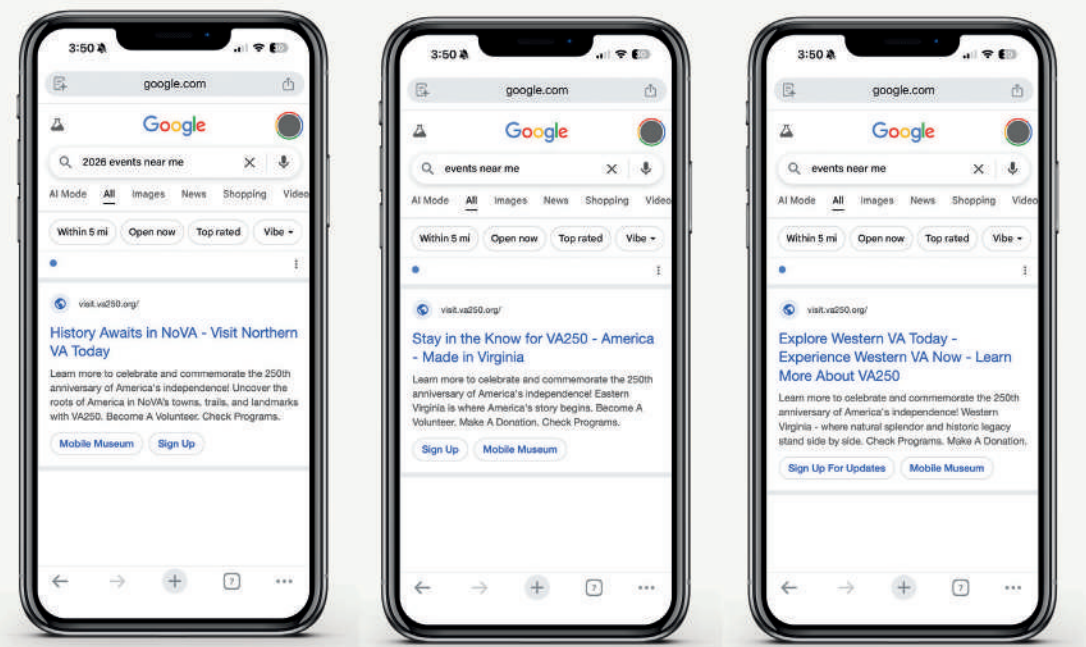 3:50
google.com
Google
2026 events near me
AI Mode All Images News Shopping Video
Within 5 mi Open now Top rated Vibe
visit.va250.org/
History Awaits in NoVA - Visit Northern
VA Today
Learn more to celebrate and commemorate the 250th
anniversary of America's independence! Uncover the
roots of America in NoVA's towns, trails, and landmarks
with VA250. Become A Volunteer. Check Programs.
Mobile Museum Sign Up
?
3:50
google.com
Google
events near me
AI Mode All Images News Shopping Video
Within 5 mi Open now Top rated Vibe
visit.va250.org/
Stay in the Know for VA250 - America
- Made in Virginia
Learn more to celebrate and commemorate the 250th
anniversary of America's independence! Eastern
Virginia is where America's story begins. Become A
Volunteer. Make A Donation. Check Programs.
Sign Up Mobile Museum
?
3:50
google.com
Google
events near me
AI Mode All Images News Shopping Video
Within 5 mi Open now Top rated Vibe
visit.va250.org/
Explore Western VA Today -
Experience Western VA Now - Learn
More About VA250
Learn more to celebrate and commemorate the 250th
anniversary of America's independence! Western
Virginia - where natural splendor and historic legacy
stand side by side. Check Programs. Make A Donation.
Sign Up For Updates Mobile Museum
?